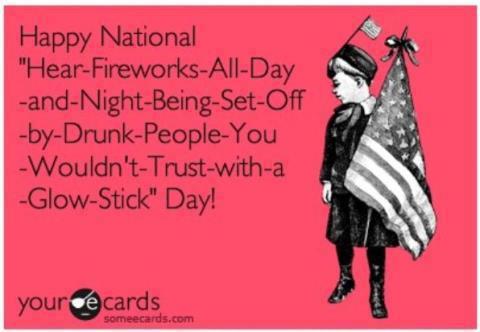 Happy National
"Hear-Fireworks-All-Day
-and-Night-Being-Set-Off
-by-Drunk-People-You
-Wouldn't-Trust-with-a
-Glow-Stick" Day!
your e cards
someecards.com